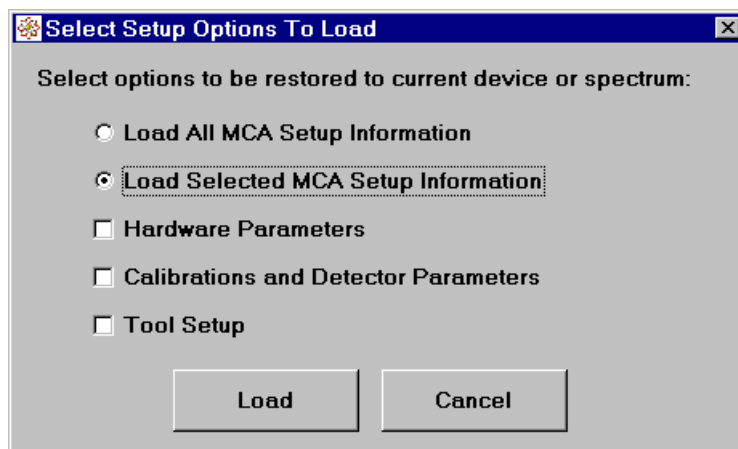 Select Setup Options To Load
Select options to be restored to current device or spectrum:
Load All MCA Setup Information
Load Selected MCA Setup Information
Hardware Parameters
Calibrations and Detector Parameters
Tool Setup
Load Cancel